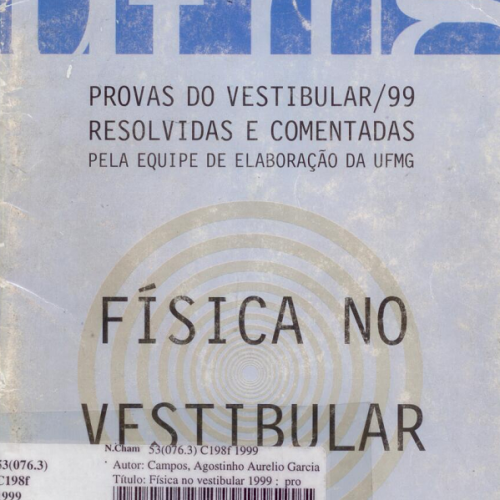 PROVAS DO VESTIBULAR/99
RESOLVIDAS E COMENTADAS
PELA EQUIPE DE ELABORAÇÃO DA UFMG
FÍSICA NO
VESTIBULAR
N.Cham 53(076.3) C198f 1999
Autor: Campos, Agostinho Aurelio Garcia
Título: Física no vestibular 1999 : pro
53(076.3)
C198f
1999